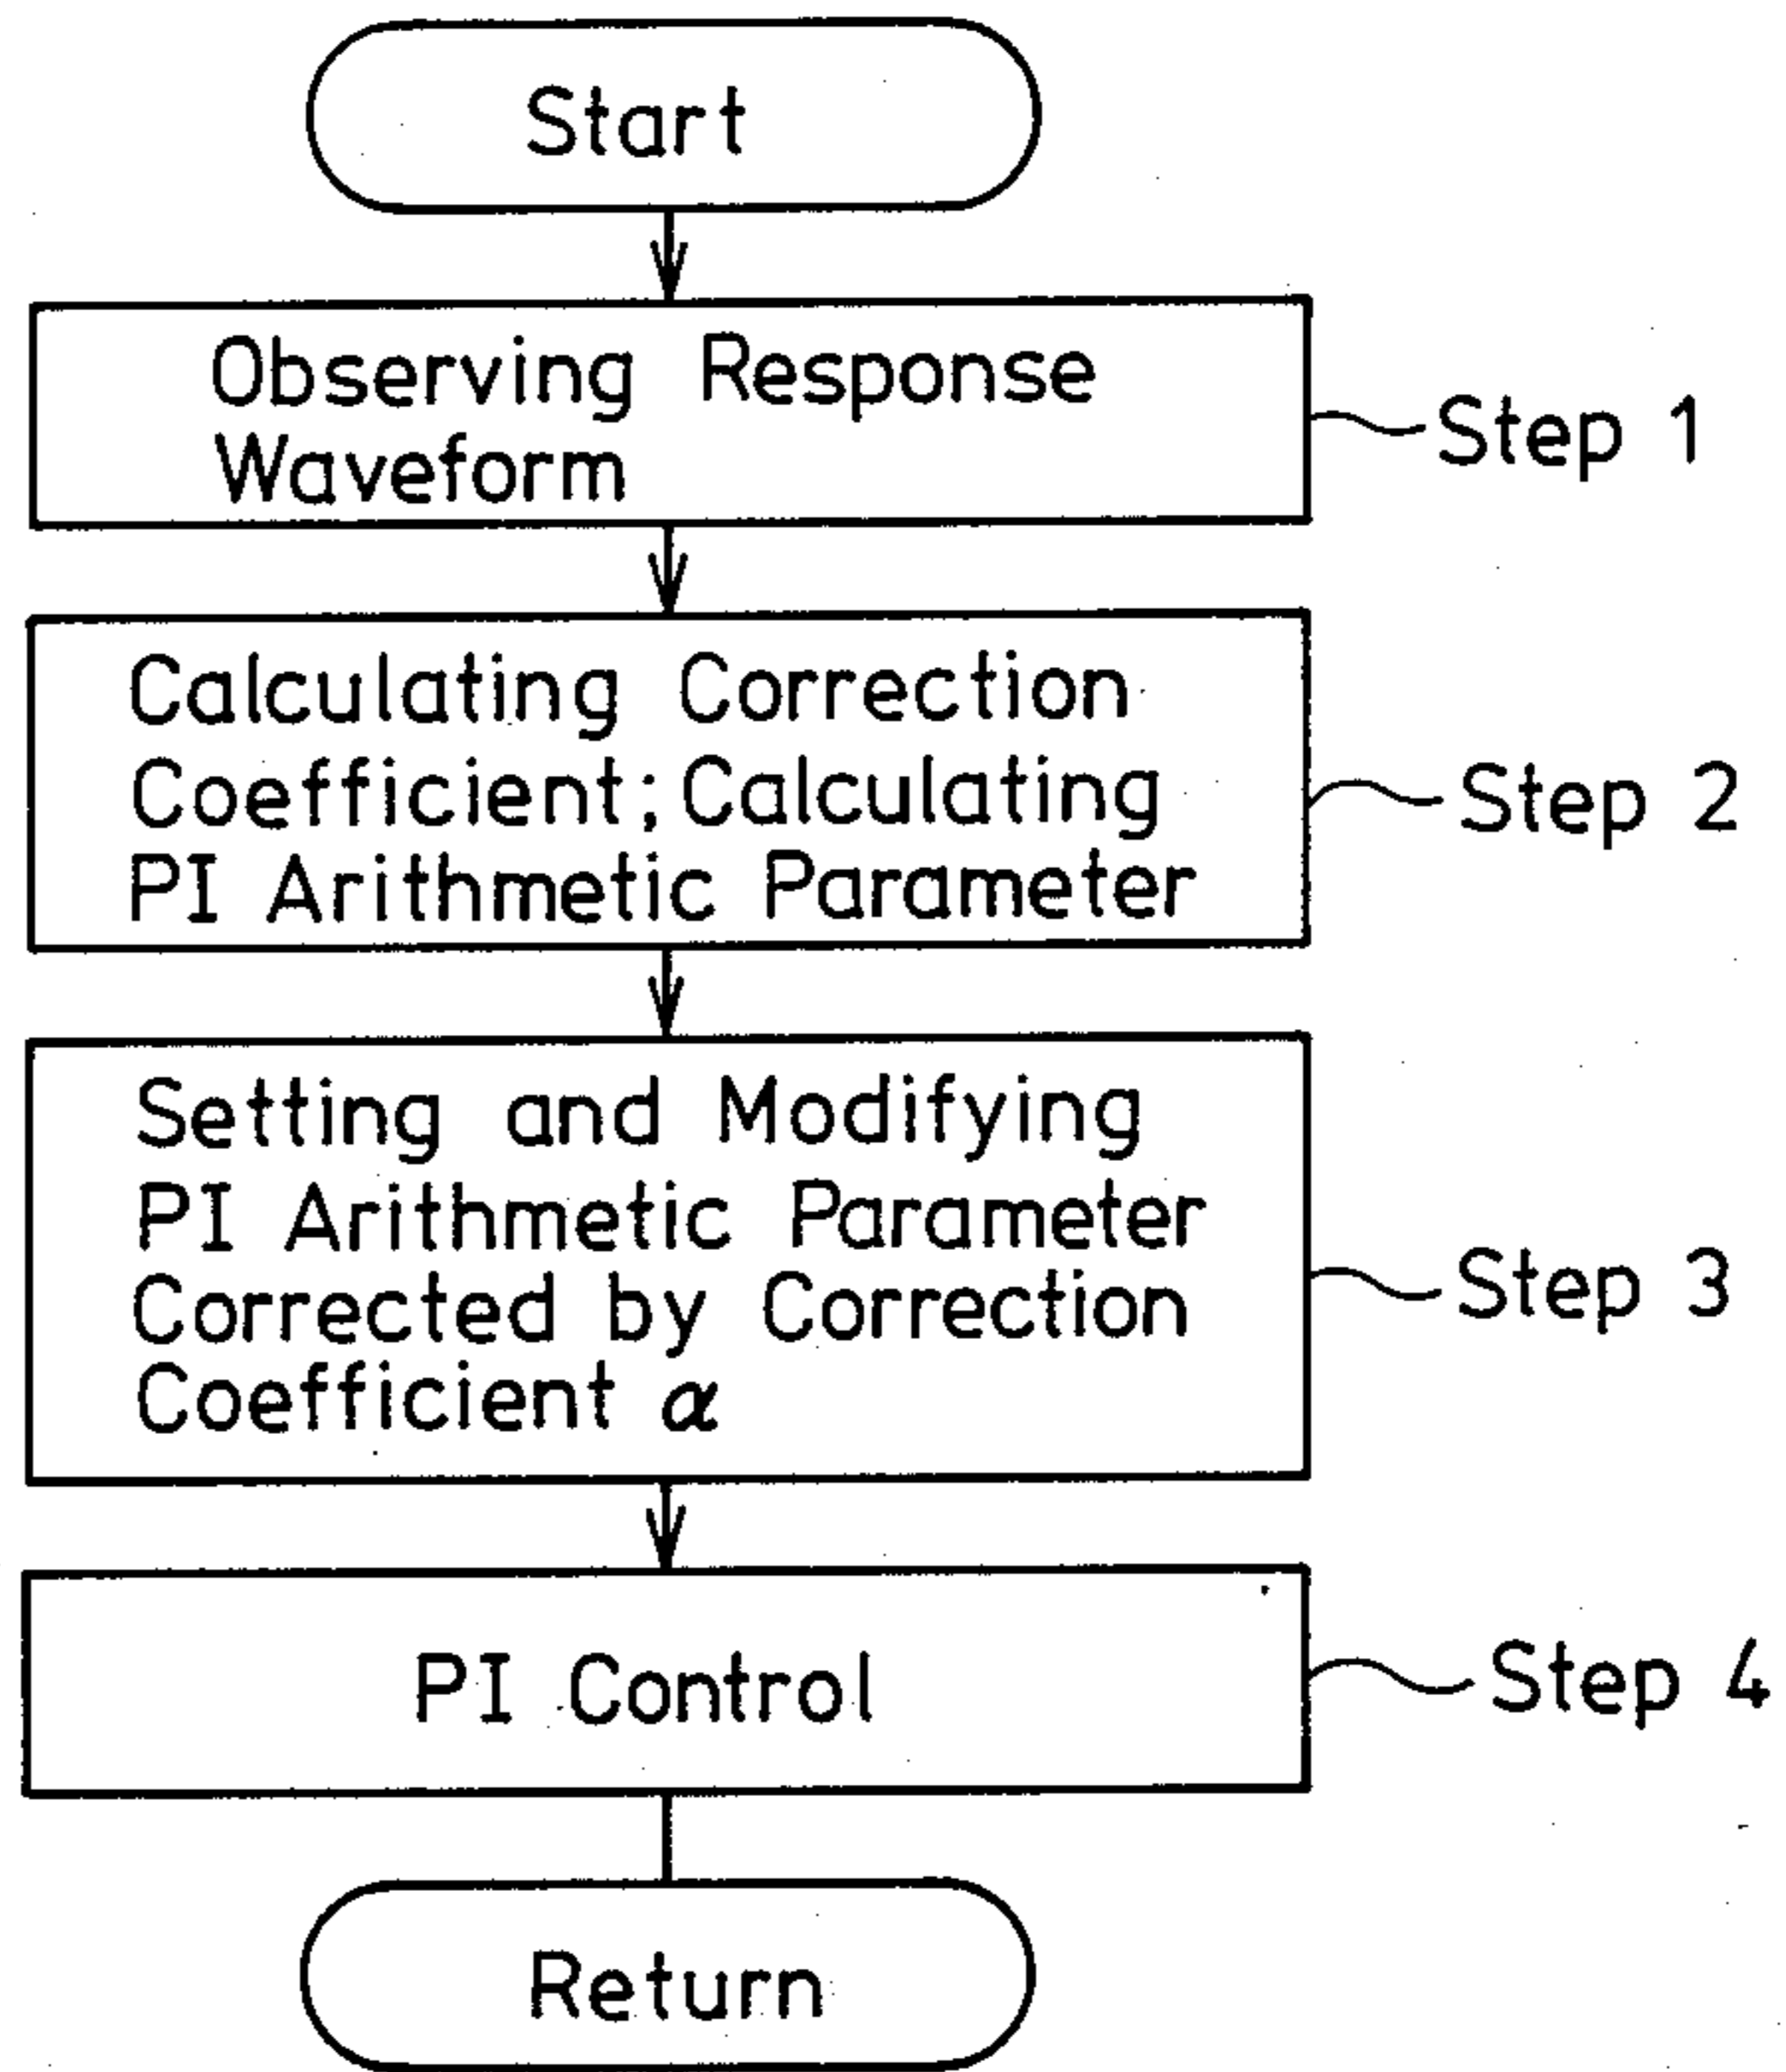 Start
Observing Response
Waveform
Step 1
Calculating Correction
Coefficient; Calculating
PI Arithmetic Parameter
Step 2
Setting and Modifying
PI Arithmetic Parameter
Corrected by Correction
Coefficient α
Step 3
PI Control
Step 4
Return